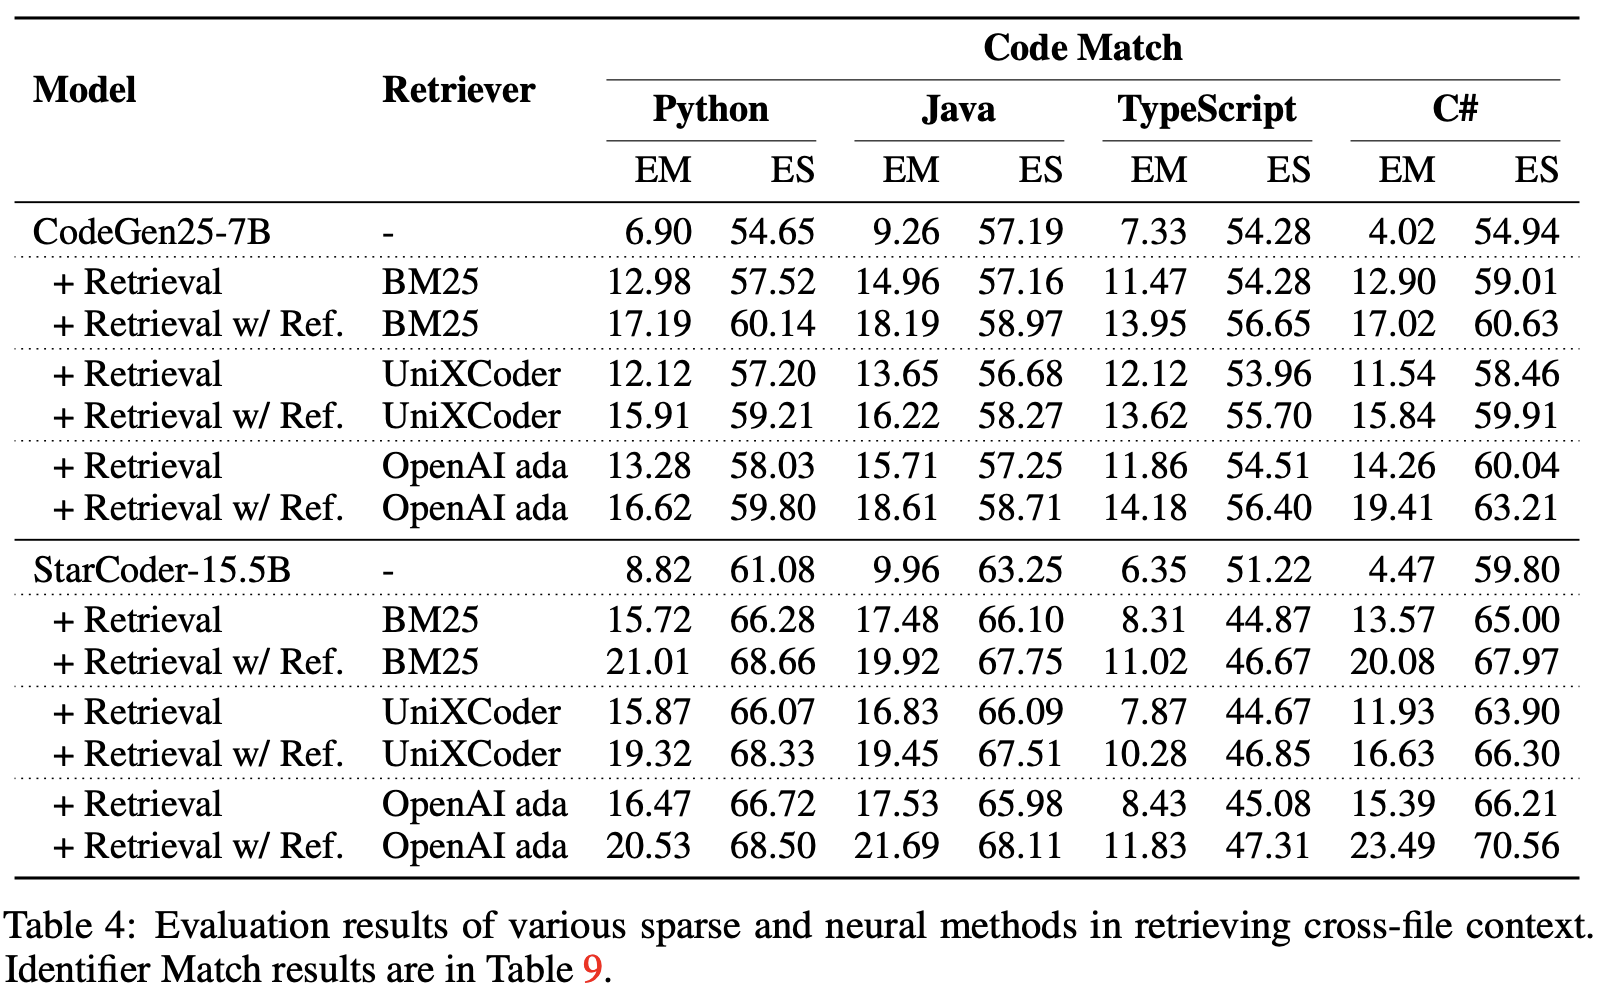 Code Match
Model Retriever
Python Java TypeScript C#
EM ES EM ES EM ES EM ES
CodeGen25-7B - 6.90 54.65 9.26 57.19 7.33 54.28 4.02 54.94
+ Retrieval BM25 12.98 57.52 14.96 57.16 11.47 54.28 12.90 59.01
+ Retrieval w/ Ref. BM25 17.19 60.14 18.19 58.97 13.95 56.65 17.02 60.63
+ Retrieval UniXCoder 12.12 57.20 13.65 56.68 12.12 53.96 11.54 58.46
+ Retrieval w/ Ref. UniXCoder 15.91 59.21 16.22 58.27 13.62 55.70 15.84 59.91
+ Retrieval OpenAI ada 13.28 58.03 15.71 57.25 11.86 54.51 14.26 60.04
+ Retrieval w/ Ref. OpenAI ada 16.62 59.80 18.61 58.71 14.18 56.40 19.41 63.21
StarCoder-15.5B - 8.82 61.08 9.96 63.25 6.35 51.22 4.47 59.80
+ Retrieval BM25 15.72 66.28 17.48 66.10 8.31 44.87 13.57 65.00
+ Retrieval w/ Ref. BM25 21.01 68.66 19.92 67.75 11.02 46.67 20.08 67.97
+ Retrieval UniXCoder 15.87 66.07 16.83 66.09 7.87 44.67 11.93 63.90
+ Retrieval w/ Ref. UniXCoder 19.32 68.33 19.45 67.51 10.28 46.85 16.63 66.30
+ Retrieval OpenAI ada 16.47 66.72 17.53 65.98 8.43 45.08 15.39 66.21
+ Retrieval w/ Ref. OpenAI ada 20.53 68.50 21.69 68.11 11.83 47.31 23.49 70.56
Table 4: Evaluation results of various sparse and neural methods in retrieving cross-file context.
Identifier Match results are in Table 9.